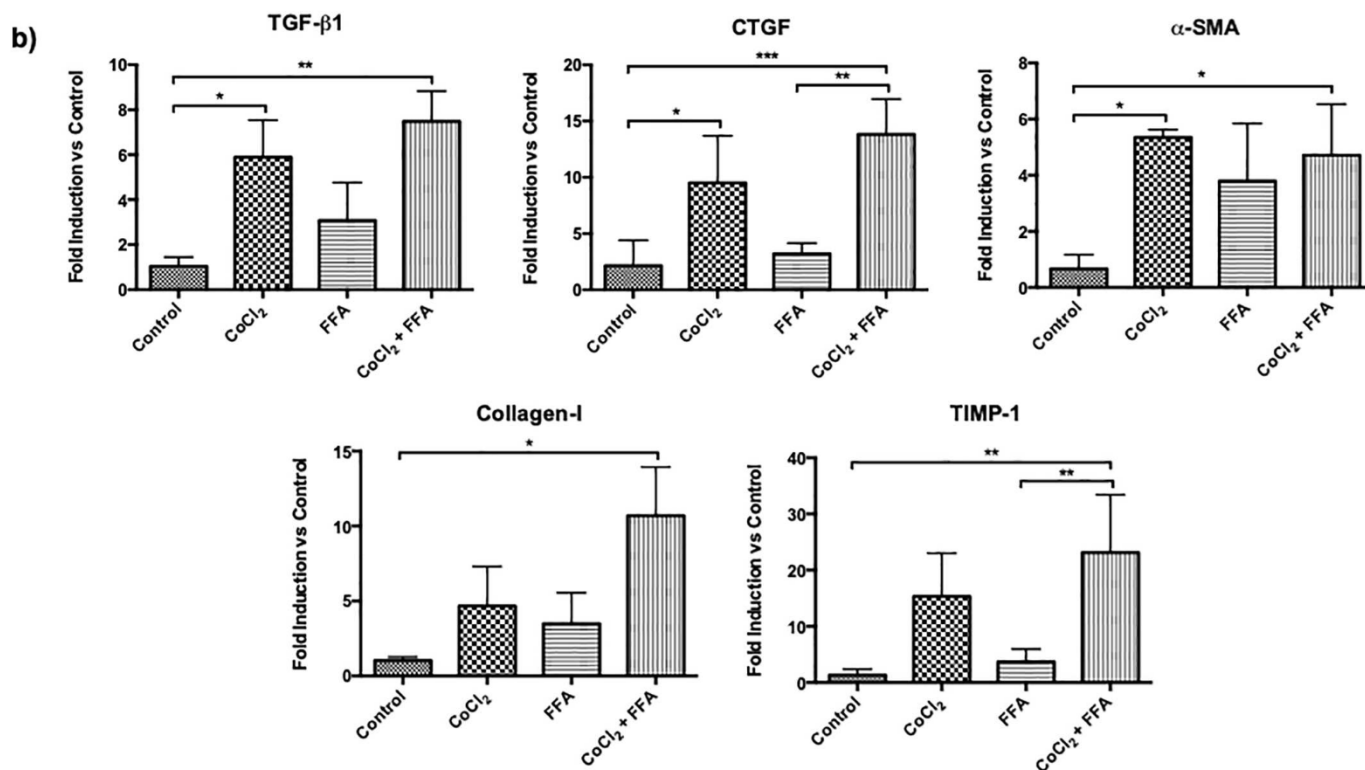 b)
TGF-β1
Fold Induction vs Control
10
8
6
4
2
0
**
*
Control
CoCl₂
FFA
CoCl₂ + FFA
CTGF
Fold Induction vs Control
20
15
10
5
0
***
**
*
Control
CoCl₂
FFA
CoCl₂ + FFA
α-SMA
Fold Induction vs Control
8
6
4
2
0
*
*
Control
CoCl₂
FFA
CoCl₂ + FFA
Collagen-I
Fold Induction vs Control
15
10
5
0
*
Control
CoCl₂
FFA
CoCl₂ + FFA
TIMP-1
Fold Induction vs Control
40
30
20
10
0
**
**
Control
CoCl₂
FFA
CoCl₂ + FFA